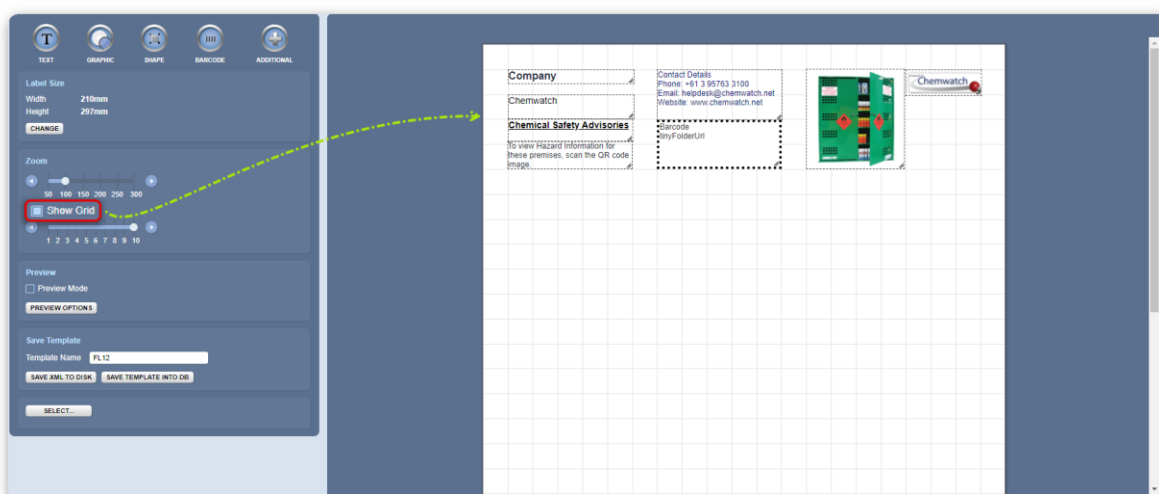 TEXT GRAPHIC SHAPE BARCODE ADDITIONAL
Label Size
Width 210mm
Height 297mm
CHANGE
Zoom
50 100 150 200 250 300
Show Grid
1 2 3 4 5 6 7 8 9 10
Preview
Preview Mode
PREVIEW OPTIONS
Save Template
Template Name FL12
SAVE XML TO DISK SAVE TEMPLATE INTO DB
SELECT...
Company
Chemwatch
Chemical Safety Advisories
To view Hazard Information for
these premises, scan the QR code
image.
Contact Details
Phone: +61 3 95763 3100
Email: helpdesk@chemwatch.net
Website: www.chemwatch.net
Barcode
tinyFolderUrl
Chemwatch